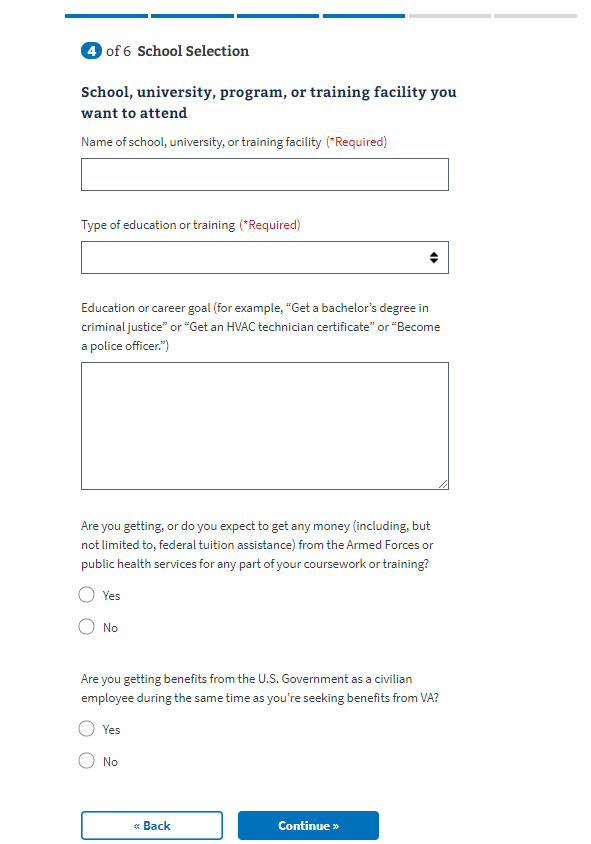 4 of 6 School Selection
School, university, program, or training facility you
want to attend
Name of school, university, or training facility (*Required)
Type of education or training (*Required)
Education or career goal (for example, “Get a bachelor’s degree in
criminal justice” or “Get an HVAC technician certificate” or “Become
a police officer.”)
Are you getting, or do you expect to get any money (including, but
not limited to, federal tuition assistance) from the Armed Forces or
public health services for any part of your coursework or training?
Yes
No
Are you getting benefits from the U.S. Government as a civilian
employee during the same time as you’re seeking benefits from VA?
Yes
No
« Back
Continue »